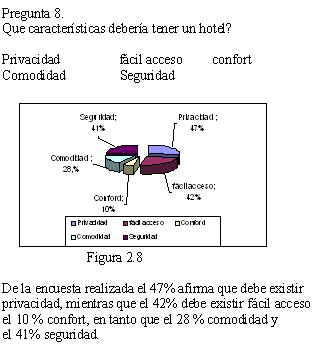 Pregunta 8.
Que características debería tener un hotel?
Privacidad fácil acceso confort
Comodidad Seguridad
Seguridad; 41%
Privacidad; 47%
Comodidad; 28,%
fácil acceso; 42%
Conford; 10%
Privacidad fácil acceso Conford
Comodidad Seguridad
Figura 2.8
De la encuesta realizada el 47% afirma que debe existir
privacidad, mientras que el 42% debe existir fácil acceso
el 10 % confort, en tanto que el 28 % comodidad y
el 41% seguridad.